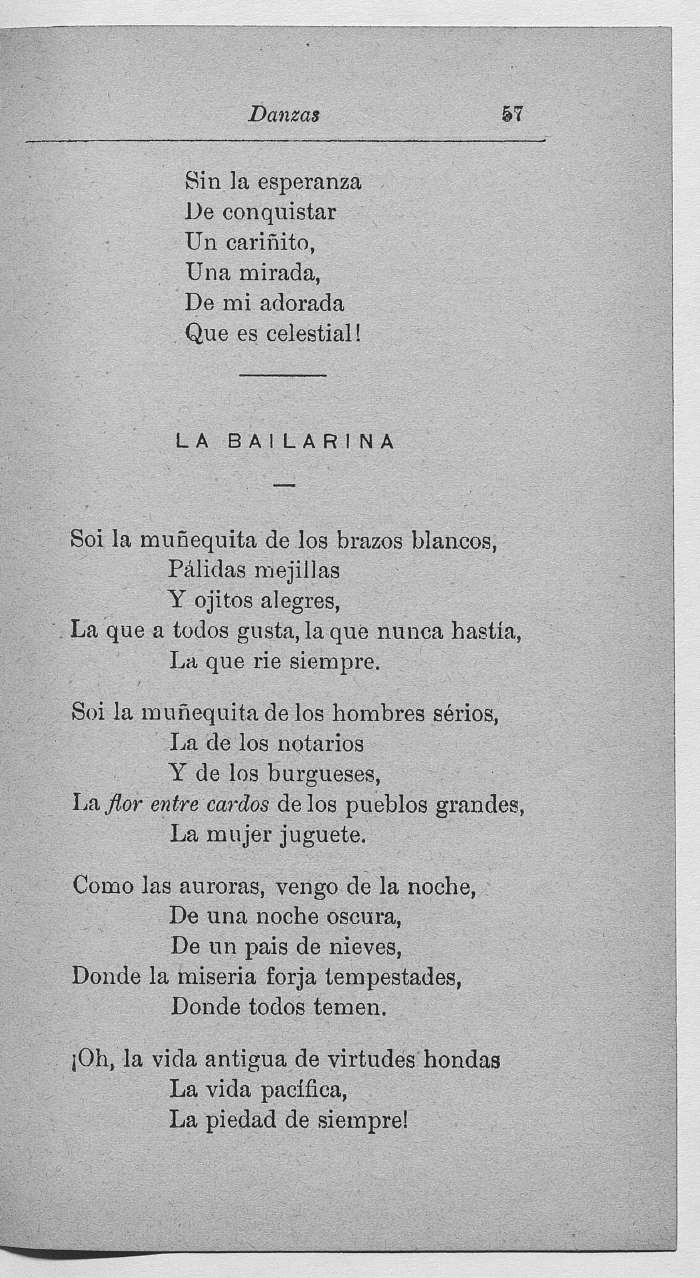 Danzas 57
Sin la esperanza
De conquistar
Un cariñito,
Una mirada,
De mi adorada
Que es celestial!
LA BAILARINA
Soi la muñequita de los brazos blancos,
Pálidas mejillas
Y ojitos alegres,
La que a todos gusta, la que nunca hastía,
La que rie siempre.
Soi la muñequita de los hombres sérios,
La de los notarios
Y de los burgueses,
La flor entre cardos de los pueblos grandes,
La mujer juguete.
Como las auroras, vengo de la noche,
De una noche oscura,
De un pais de nieves,
Donde la miseria forja tempestades,
Donde todos temen.
¡Oh, la vida antigua de virtudes hondas
La vida pacífica,
La piedad de siempre!